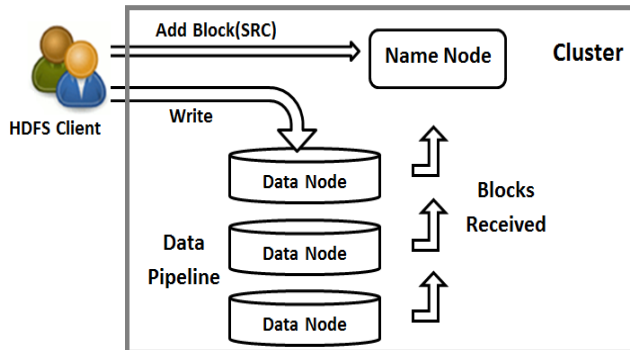 Add Block(SRC)
Name Node
Cluster
HDFS Client
Write
Data Node
Blocks
Received
Data
Pipeline
Data Node
Data Node